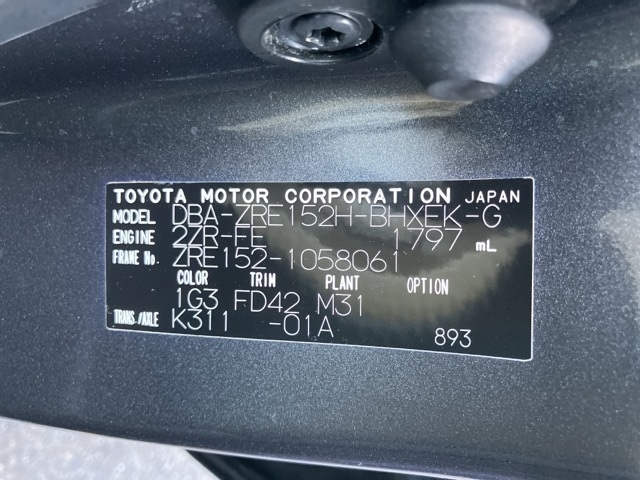 TOYOTA MOTOR CORPORATION JAPAN
MODEL DBA-ZRE152H-BHXEK-G
ENGINE 2ZR-FE 1797 mL
FRAME No. ZRE152-1058061
COLOR TRIM PLANT OPTION
1G3 FD42 M31
TRANS./AXLE K311 -01A 893